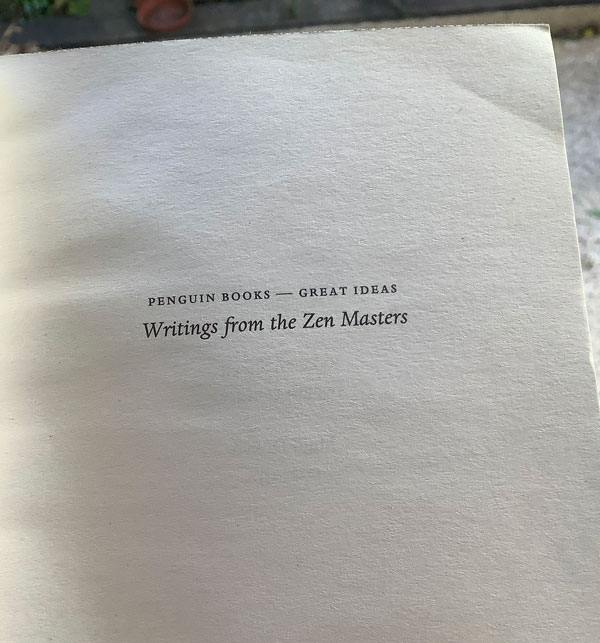 PENGUIN BOOKS — GREAT IDEAS
Writings from the Zen Masters